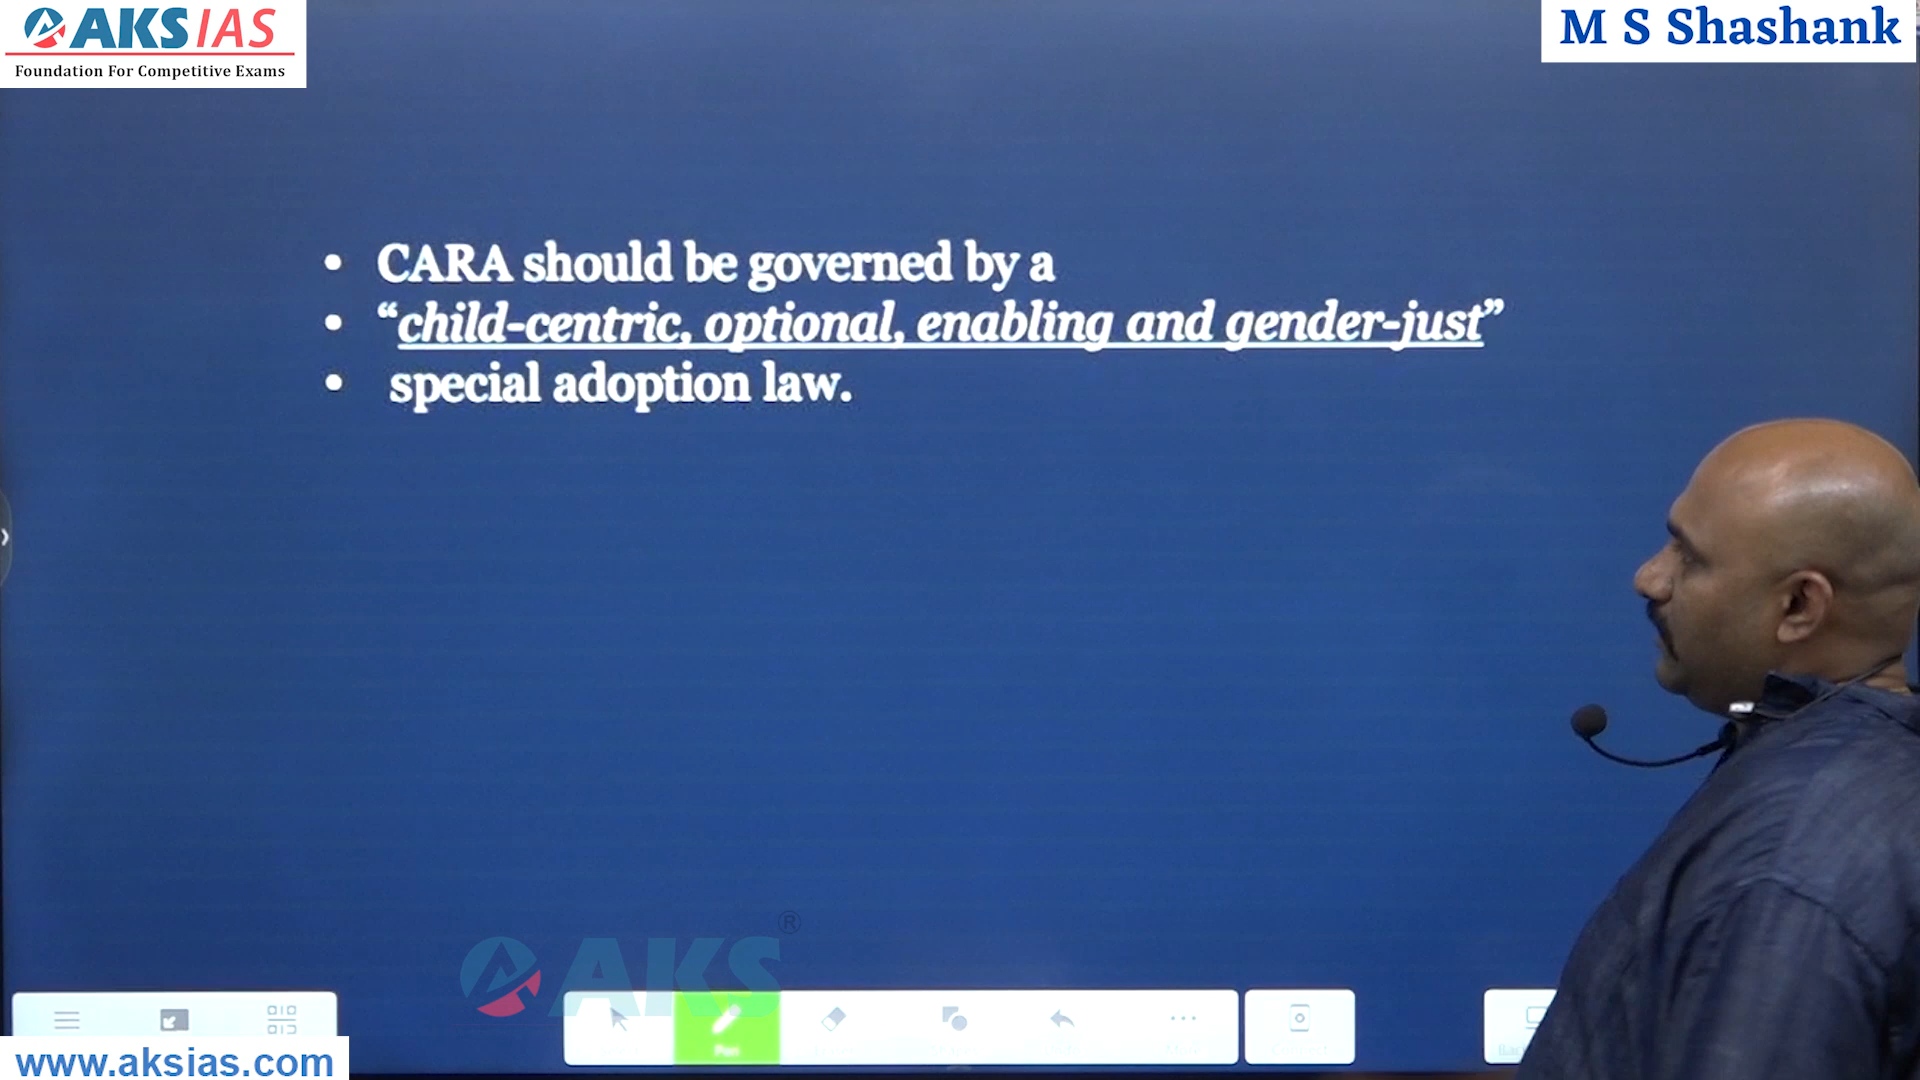 AKS IAS
Foundation For Competitive Exams
M S Shashank
• CARA should be governed by a
• “child-centric, optional, enabling and gender-just”
• special adoption law.
AKS®
Pen
www.aksias.com